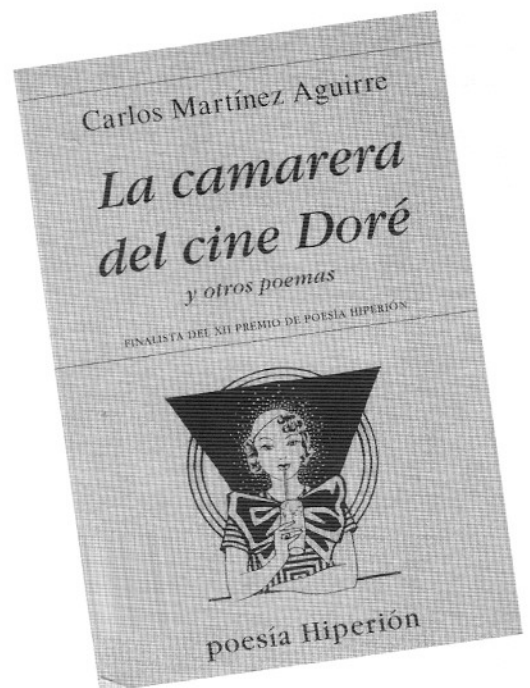 Carlos Martínez Aguirre
La camarera
del cine Doré
y otros poemas
FINALISTA DEL XII PREMIO DE POESÍA HIPERIÓN
poesía Hiperión